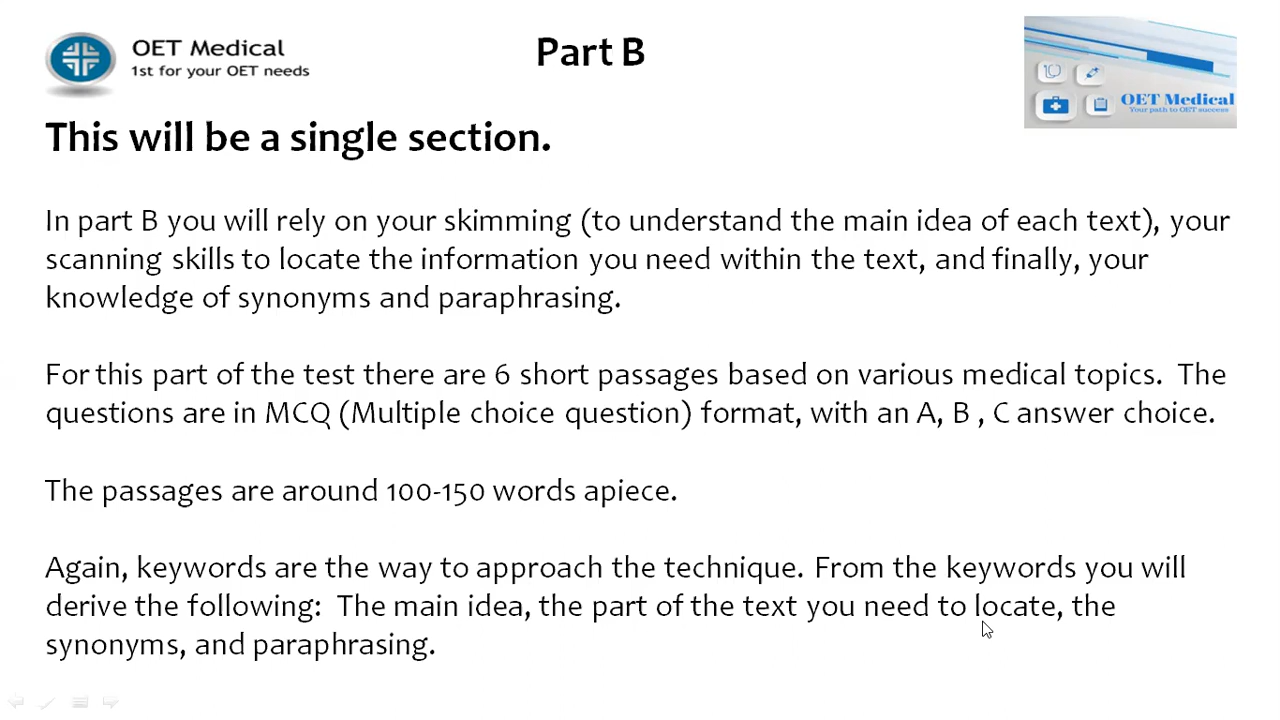 OET Medical
1st for your OET needs
Part B
OET Medical
Your path to OET success
This will be a single section.
In part B you will rely on your skimming (to understand the main idea of each text), your
scanning skills to locate the information you need within the text, and finally, your
knowledge of synonyms and paraphrasing.
For this part of the test there are 6 short passages based on various medical topics.  The
questions are in MCQ (Multiple choice question) format, with an A, B , C answer choice.
The passages are around 100-150 words apiece.
Again, keywords are the way to approach the technique. From the keywords you will
derive the following:  The main idea, the part of the text you need to locate, the
synonyms, and paraphrasing.